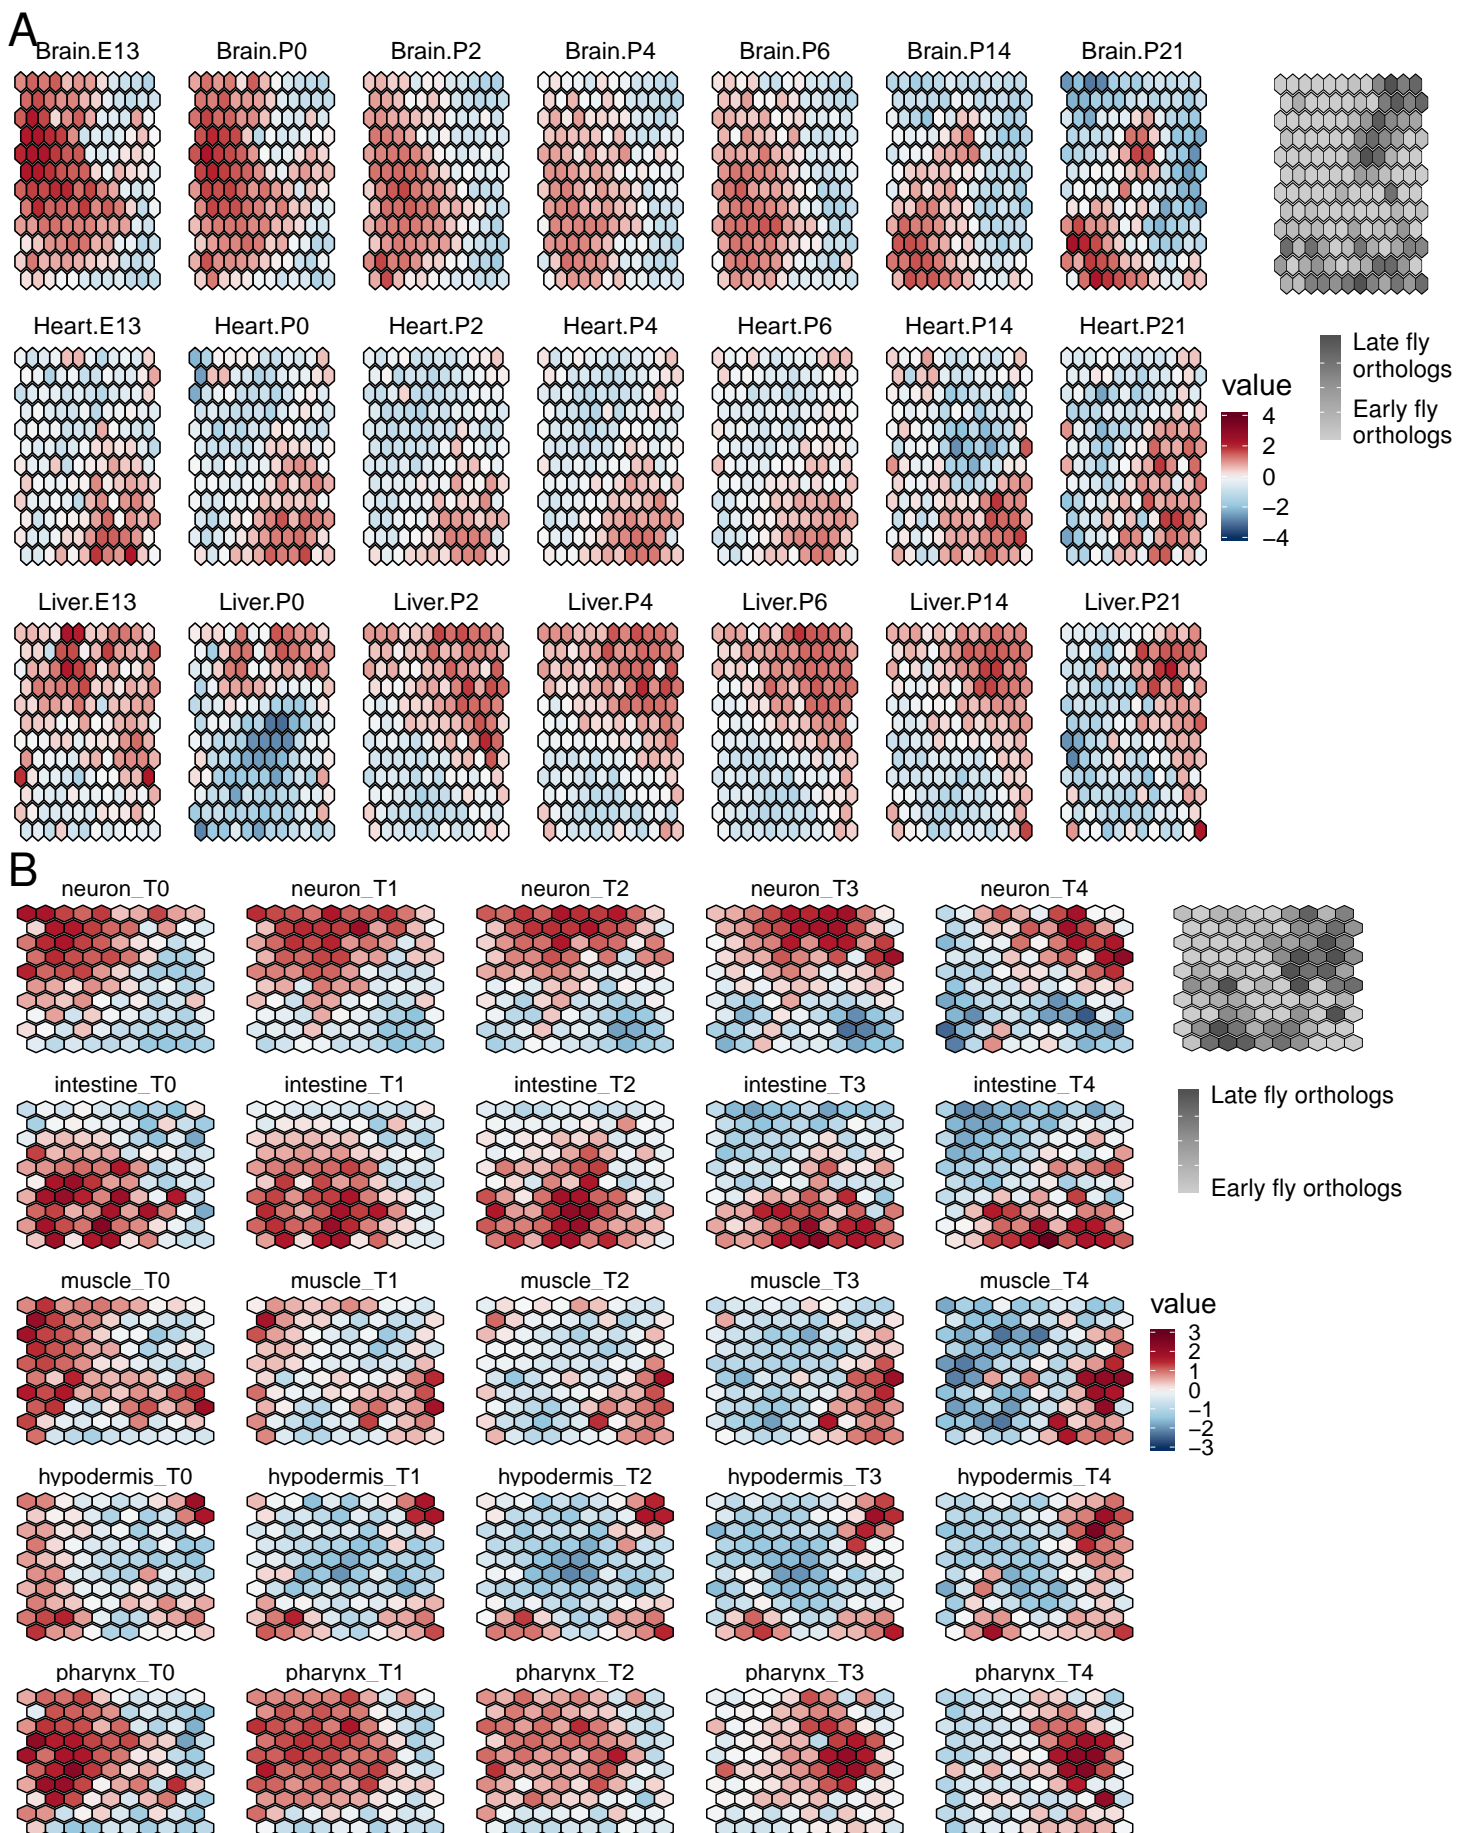 A
Brain.E13 Brain.P0 Brain.P2 Brain.P4 Brain.P6 Brain.P14 Brain.P21
Heart.E13 Heart.P0 Heart.P2 Heart.P4 Heart.P6 Heart.P14 Heart.P21
Late fly
orthologs
Early fly
orthologs
value
4
2
0
−2
−4
Liver.E13 Liver.P0 Liver.P2 Liver.P4 Liver.P6 Liver.P14 Liver.P21
B
neuron_T0 neuron_T1 neuron_T2 neuron_T3 neuron_T4
intestine_T0 intestine_T1 intestine_T2 intestine_T3 intestine_T4
Late fly orthologs
Early fly orthologs
muscle_T0 muscle_T1 muscle_T2 muscle_T3 muscle_T4
value
3
2
1
0
−1
−2
−3
hypodermis_T0 hypodermis_T1 hypodermis_T2 hypodermis_T3 hypodermis_T4
pharynx_T0 pharynx_T1 pharynx_T2 pharynx_T3 pharynx_T4